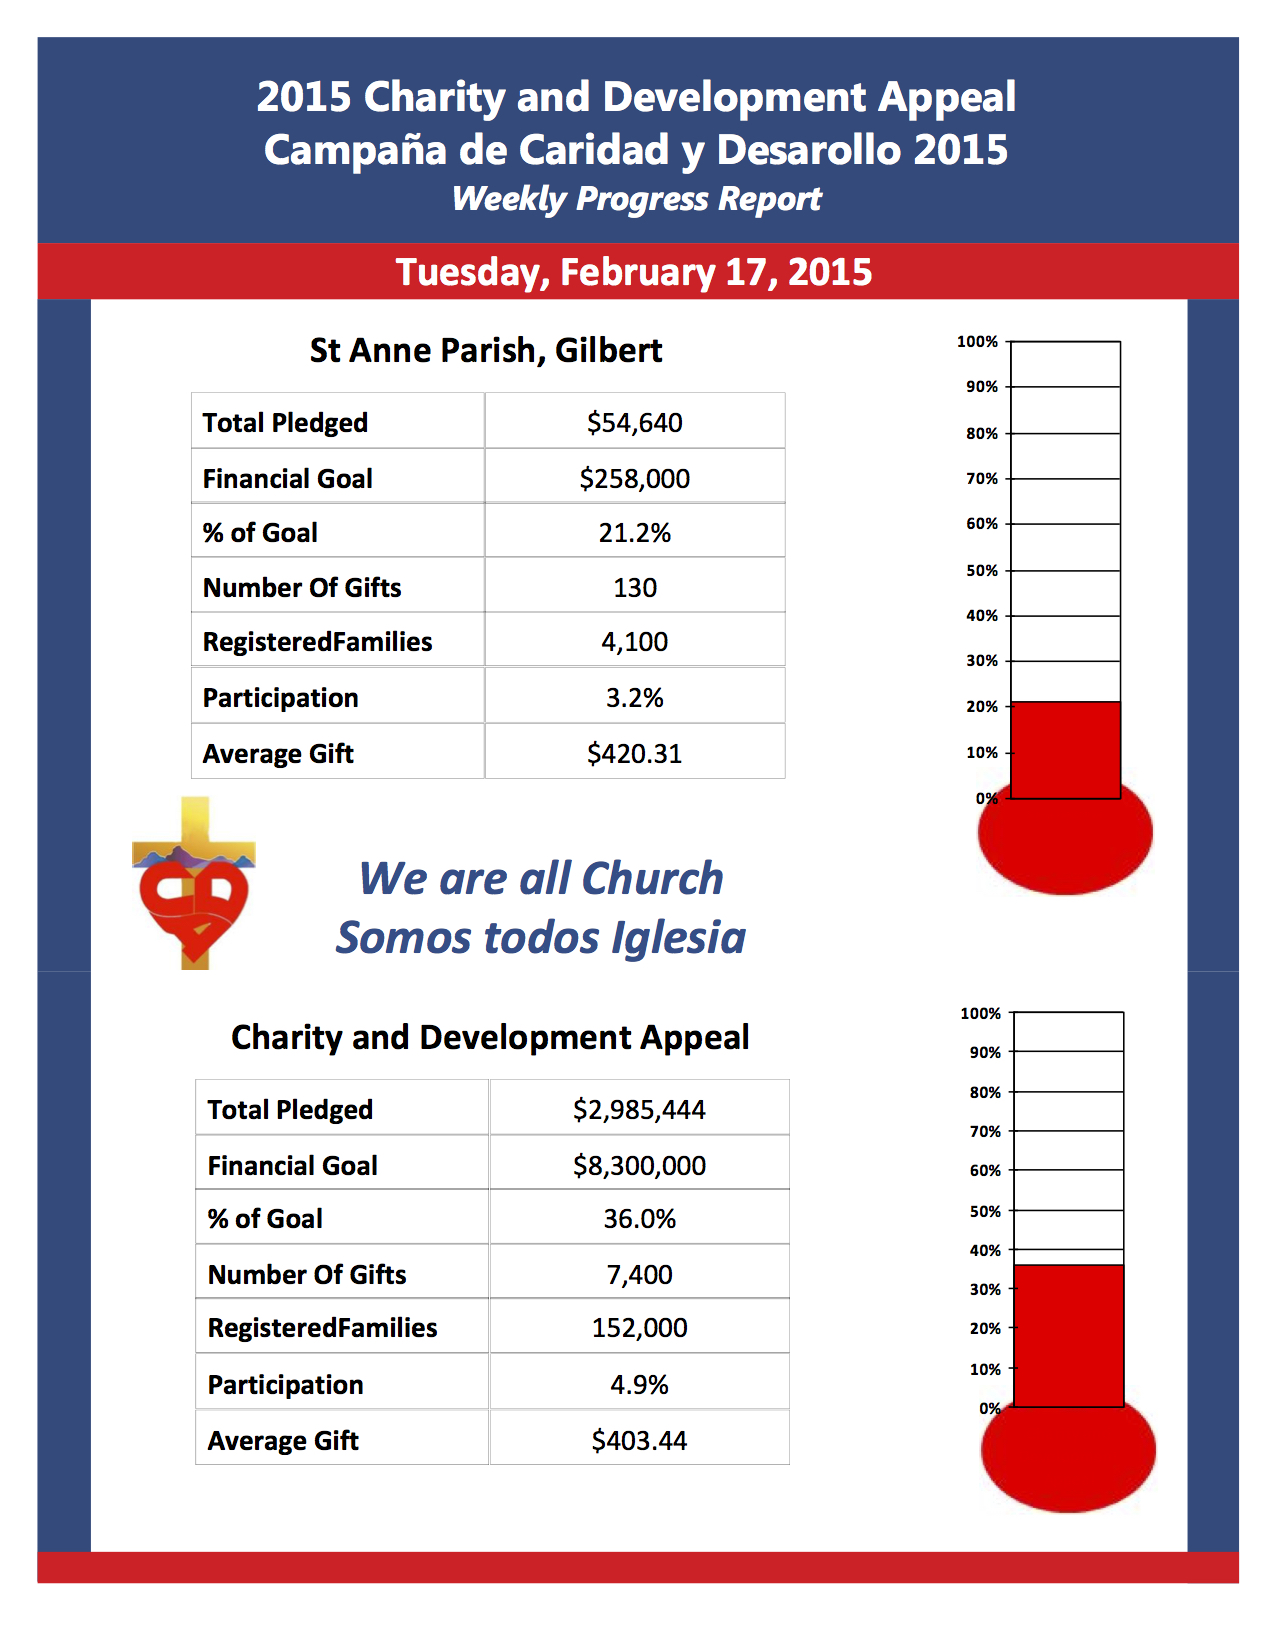 2015 Charity and Development Appeal
Campaña de Caridad y Desarollo 2015
Weekly Progress Report
Tuesday, February 17, 2015
St Anne Parish, Gilbert
Total Pledged $54,640
Financial Goal $258,000
% of Goal 21.2%
Number Of Gifts 130
RegisteredFamilies 4,100
Participation 3.2%
Average Gift $420.31
100%
90%
80%
70%
60%
50%
40%
30%
20%
10%
0%
We are all Church
Somos todos Iglesia
Charity and Development Appeal
Total Pledged $2,985,444
Financial Goal $8,300,000
% of Goal 36.0%
Number Of Gifts 7,400
RegisteredFamilies 152,000
Participation 4.9%
Average Gift $403.44
100%
90%
80%
70%
60%
50%
40%
30%
20%
10%
0%